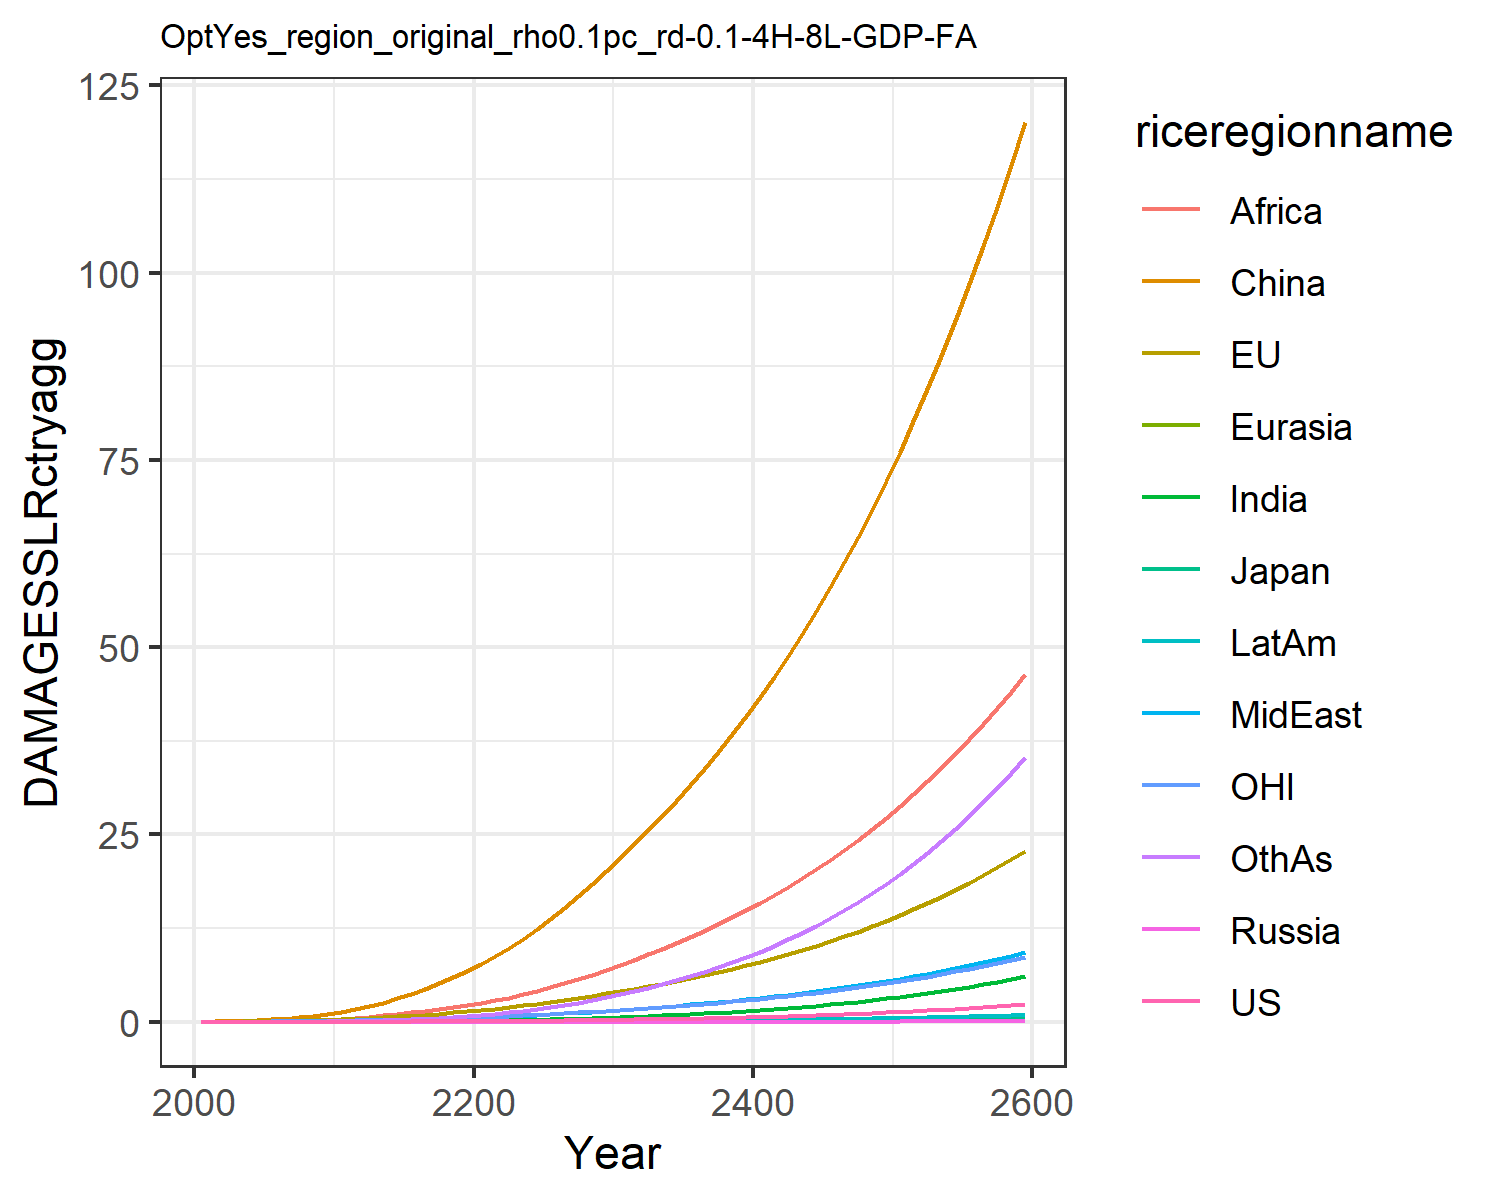 OptYes_region_original_rho0.1pc_rd-0.1-4H-8L-GDP-FA
125
100
75
50
25
0
DAMAGESSLRctryagg
2000
2200
2400
2600
Year
riceregionname
Africa
China
EU
Eurasia
India
Japan
LatAm
MidEast
OHI
OthAs
Russia
US